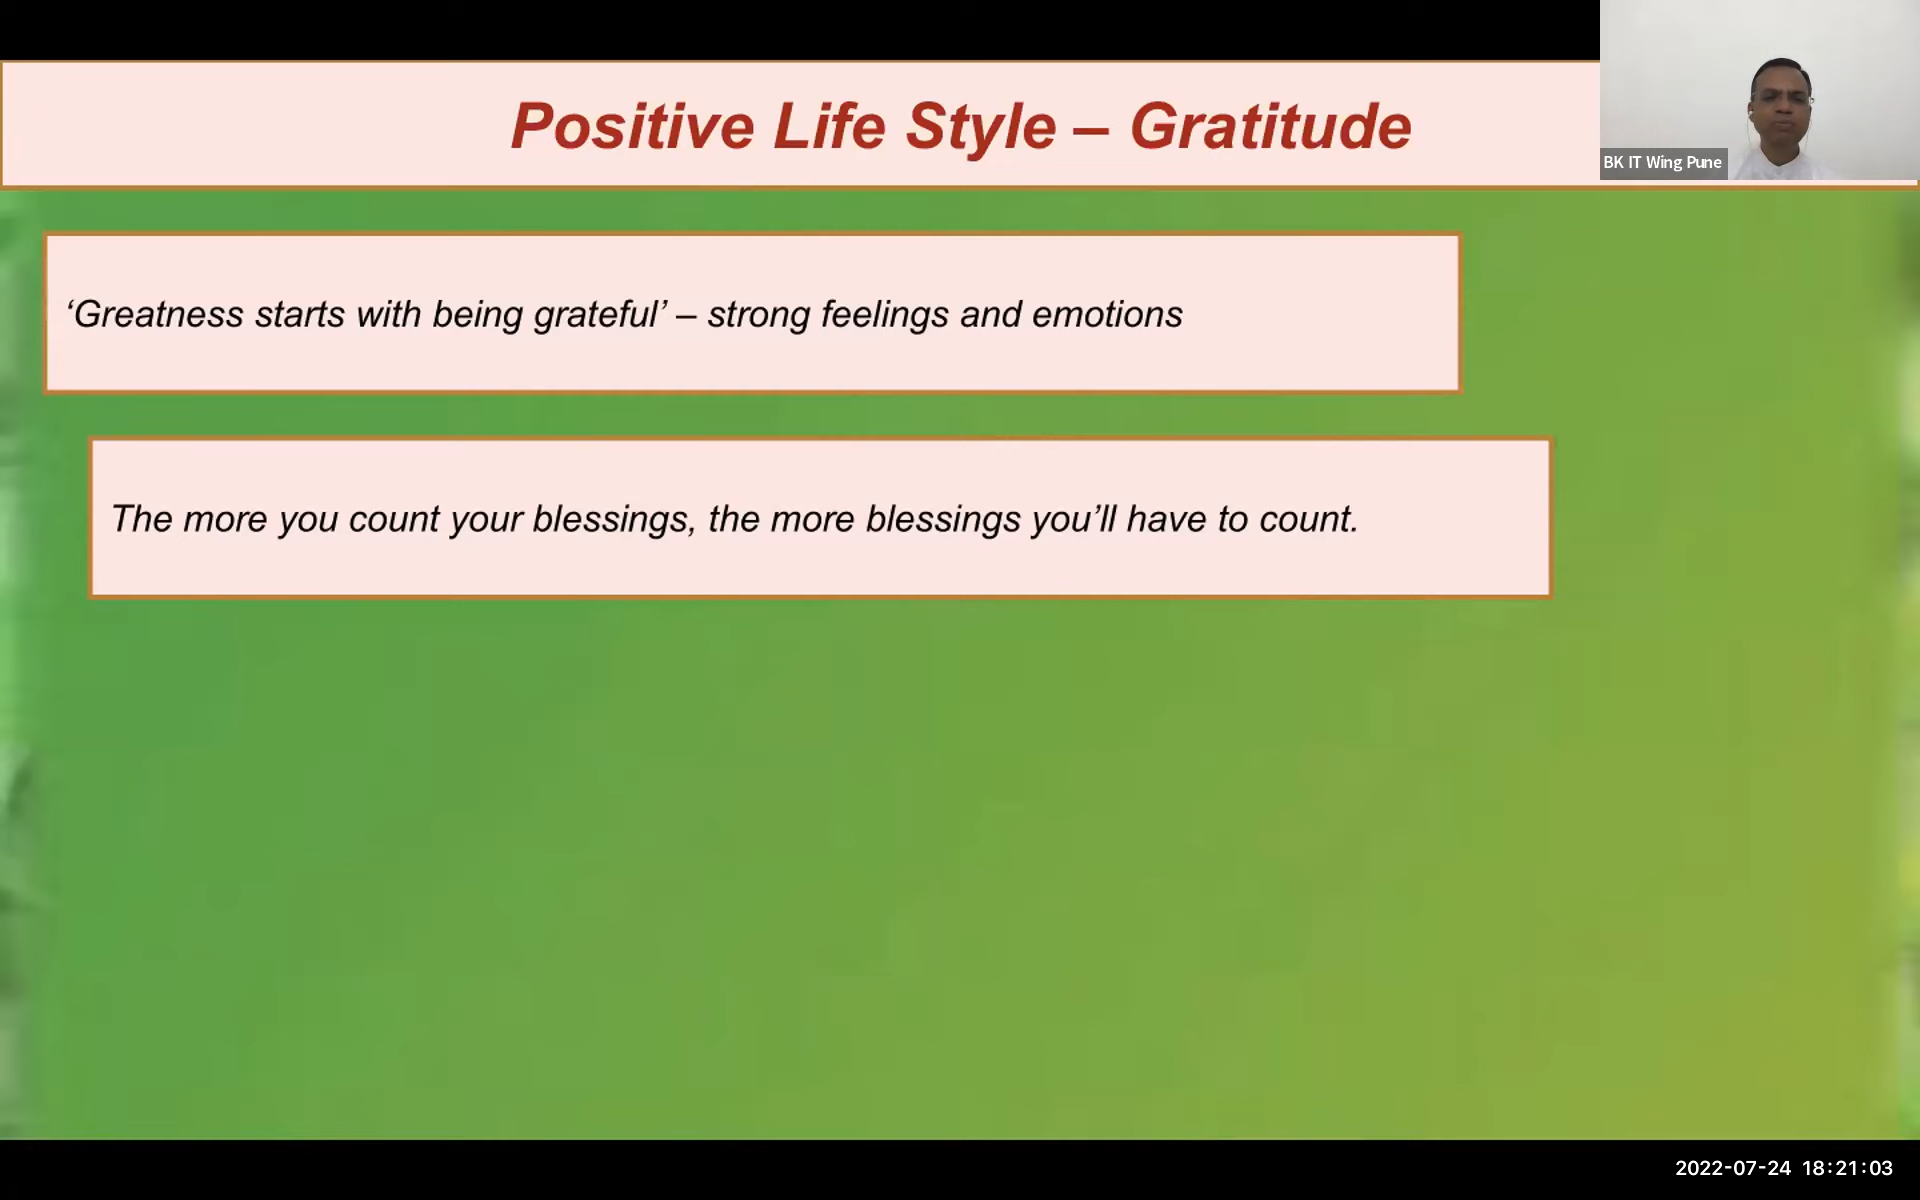 Positive Life Style – Gratitude
BK IT Wing Pune
‘Greatness starts with being grateful’ – strong feelings and emotions
The more you count your blessings, the more blessings you’ll have to count.
2022-07-24 18:21:03